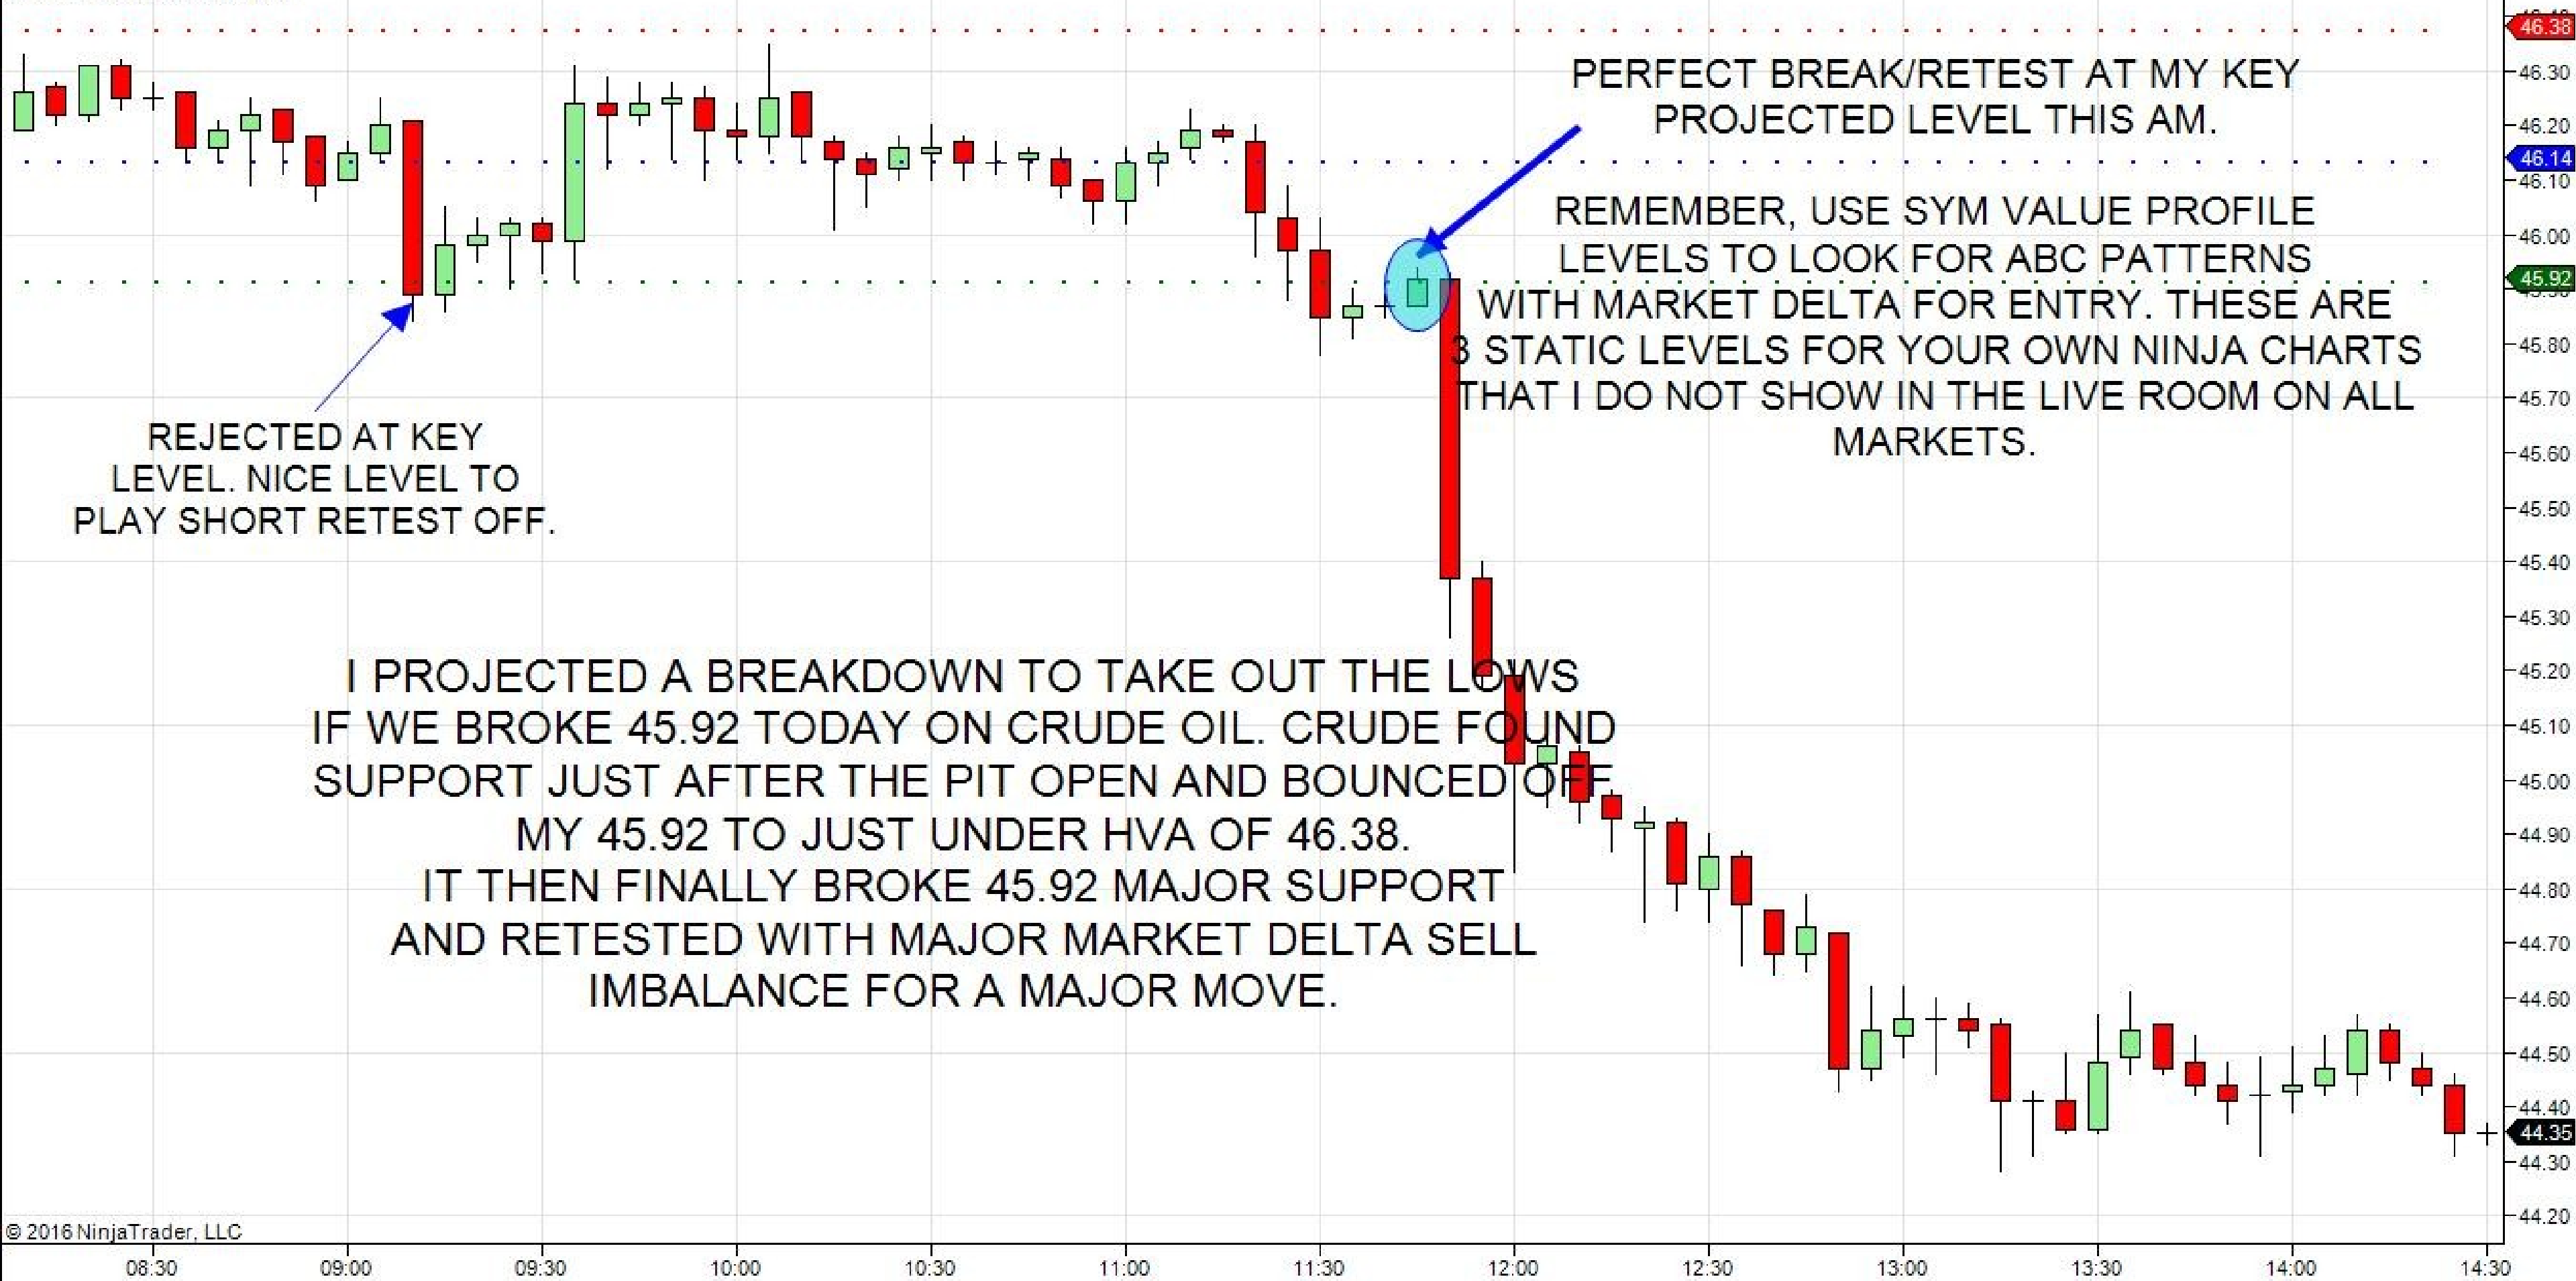 46.38
46.30
PERFECT BREAK/RETEST AT MY KEY
PROJECTED LEVEL THIS AM.
46.20
46.14
46.10
REMEMBER, USE SYM VALUE PROFILE
LEVELS TO LOOK FOR ABC PATTERNS
WITH MARKET DELTA FOR ENTRY. THESE ARE
3 STATIC LEVELS FOR YOUR OWN NINJA CHARTS
THAT I DO NOT SHOW IN THE LIVE ROOM ON ALL
MARKETS.
46.00
45.92
45.80
45.70
45.60
45.50
45.40
45.30
45.20
45.10
45.00
44.90
44.80
44.70
44.60
44.50
44.40
44.35
44.30
44.20
REJECTED AT KEY
LEVEL. NICE LEVEL TO
PLAY SHORT RETEST OFF.
I PROJECTED A BREAKDOWN TO TAKE OUT THE LOWS
IF WE BROKE 45.92 TODAY ON CRUDE OIL. CRUDE FOUND
SUPPORT JUST AFTER THE PIT OPEN AND BOUNCED OFF
MY 45.92 TO JUST UNDER HVA OF 46.38.
IT THEN FINALLY BROKE 45.92 MAJOR SUPPORT
AND RETESTED WITH MAJOR MARKET DELTA SELL
IMBALANCE FOR A MAJOR MOVE.
© 2016 NinjaTrader, LLC
08:30 09:00 09:30 10:00 10:30 11:00 11:30 12:00 12:30 13:00 13:30 14:00 14:30